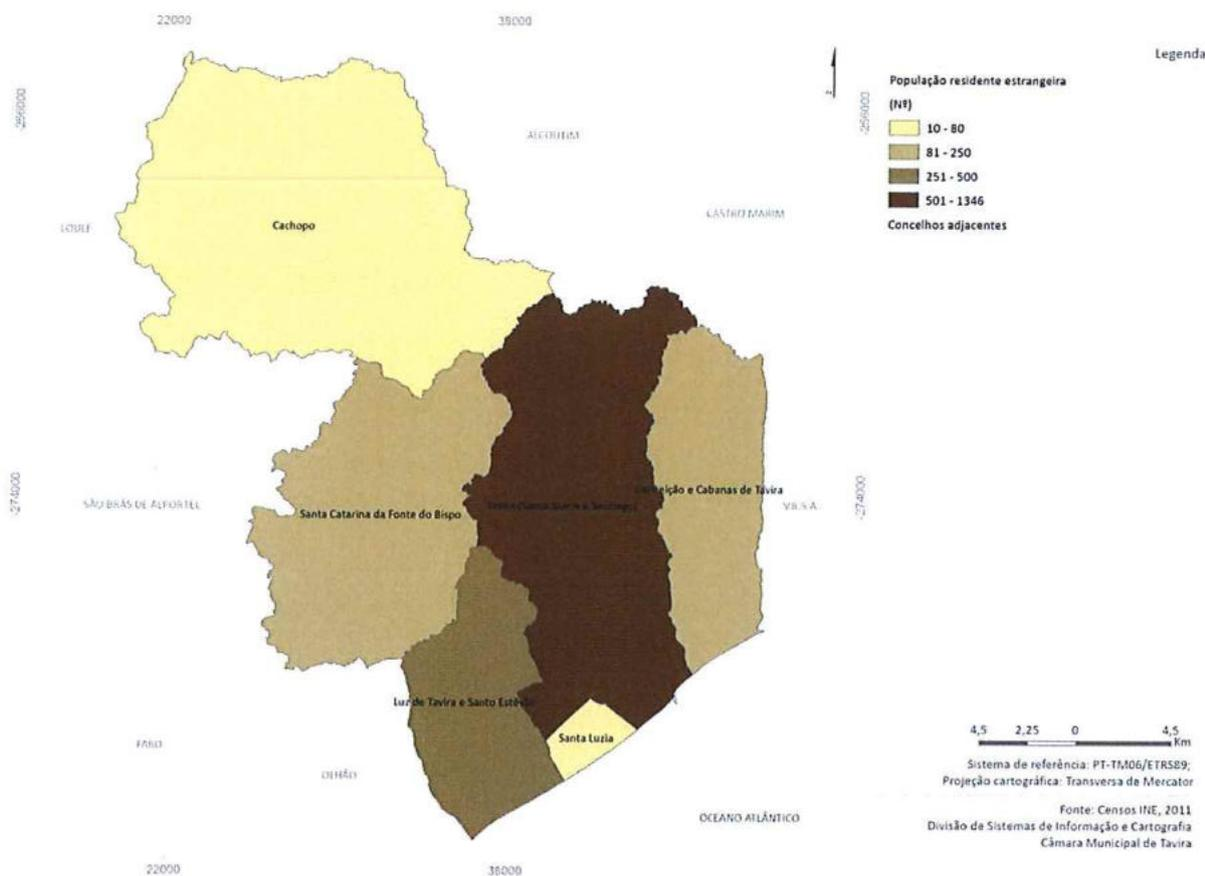 22000
38000
Legenda
-256000
-256000
População residente estrangeira
(Nº)
10 - 80
81 - 250
251 - 500
501 - 1346
Concelhos adjacentes
ALCOUTIM
CASTRO MARIM
LOULÉ
Cachopo
-274000
-274000
SÃO BRÁS DE ALPORTEL
Santa Catarina da Fonte do Bispo
Conceição e Cabanas de Tavira
V.R.S.A.
Luz de Tavira e Santo Estêvão
Santa Luzia
FARO
OLHÃO
OCEANO ATLÂNTICO
4,5 2,25 0 4,5
Km
Sistema de referência: PT-TM06/ETRS89;
Projeção cartográfica: Transversa de Mercator
Fonte: Censos INE, 2011
Divisão de Sistemas de Informação e Cartografia
Câmara Municipal de Tavira
22000
38000